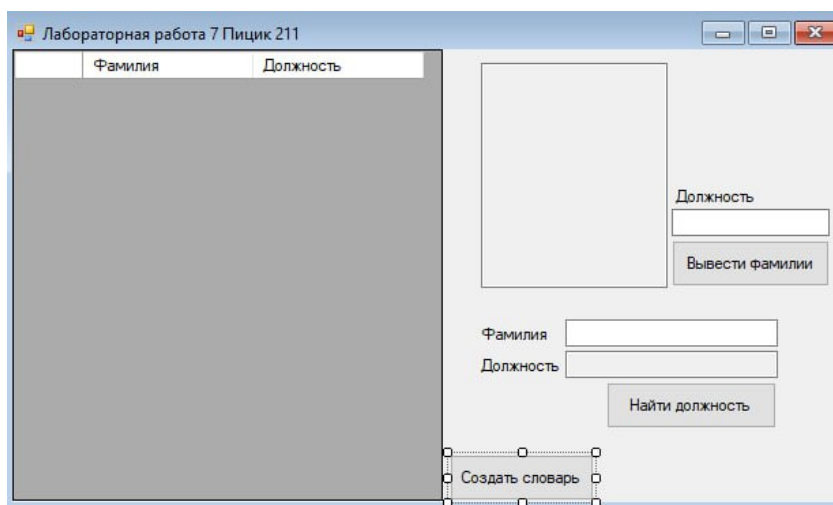 Лабораторная работа 7 Пицик 211
Фамилия Должность
Должность
Вывести фамилии
Фамилия
Должность
Найти должность
Создать словарь